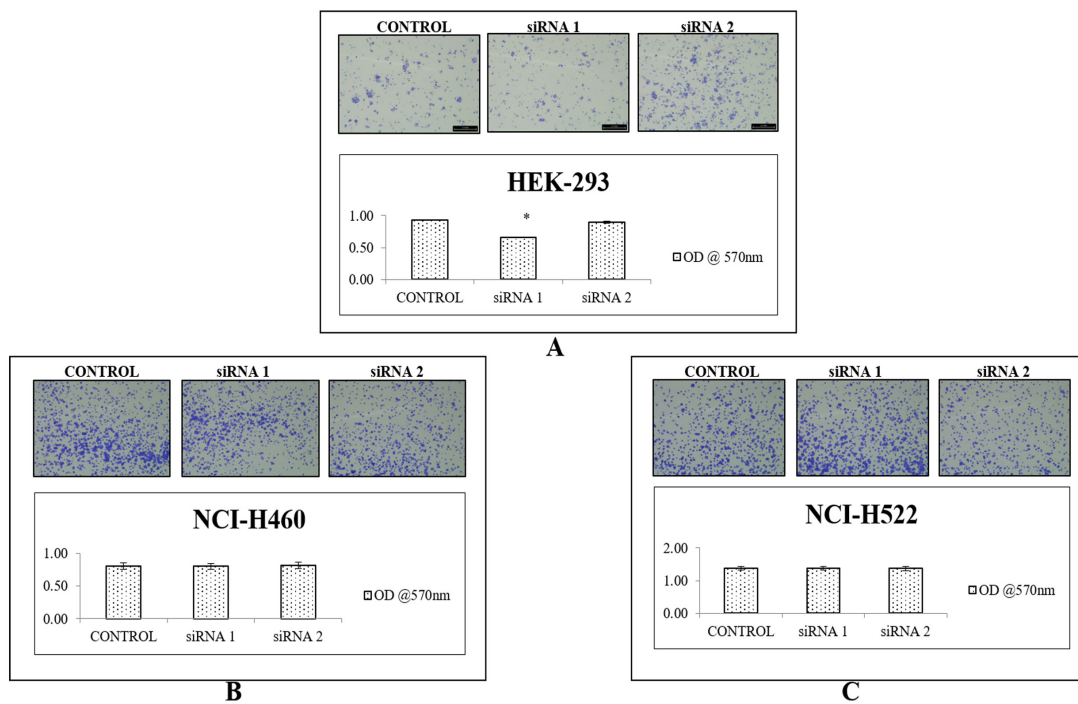 CONTROL siRNA 1 siRNA 2
HEK-293
1.00
*
0.50
OD @ 570nm
0.00
CONTROL siRNA 1 siRNA 2
A
CONTROL siRNA 1 siRNA 2
NCI-H460
1.00
0.50
OD @570nm
0.00
CONTROL siRNA 1 siRNA 2
B
CONTROL siRNA 1 siRNA 2
NCI-H522
2.00
1.00
OD @570nm
0.00
CONTROL siRNA 1 siRNA 2
C